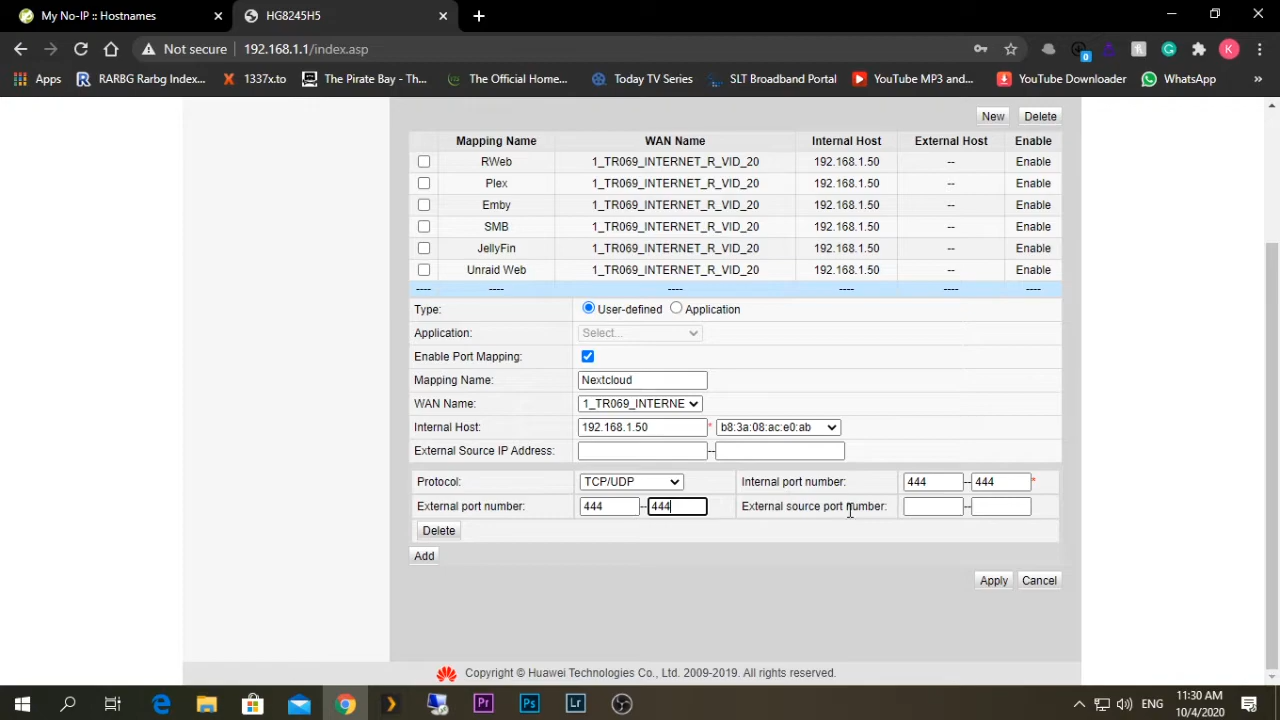 My No-IP :: Hostnames
HG8245H5
Not secure
192.168.1.1/index.asp
K
Apps
RARBG Rarbg Index...
1337x.to
The Pirate Bay - Th...
The Official Home...
Today TV Series
SLT Broadband Portal
YouTube MP3 and...
YouTube Downloader
WhatsApp
»
0
New
Delete
Mapping Name WAN Name Internal Host External Host Enable
RWeb 1_TR069_INTERNET_R_VID_20 192.168.1.50 -- Enable
Plex 1_TR069_INTERNET_R_VID_20 192.168.1.50 -- Enable
Emby 1_TR069_INTERNET_R_VID_20 192.168.1.50 -- Enable
SMB 1_TR069_INTERNET_R_VID_20 192.168.1.50 -- Enable
JellyFin 1_TR069_INTERNET_R_VID_20 192.168.1.50 -- Enable
Unraid Web 1_TR069_INTERNET_R_VID_20 192.168.1.50 -- Enable
---- ---- ---- ---- ---- ----
Type: User-defined Application
Application: Select...
Enable Port Mapping:
Mapping Name: Nextcloud
WAN Name: 1_TR069_INTERNE
Internal Host: 192.168.1.50 * b8:3a:08:ac:e0:ab
External Source IP Address: --
Protocol: TCP/UDP Internal port number: 444 -- 444 *
External port number: 444 -- 444 External source port number: --
Delete
Add
Apply Cancel
Copyright © Huawei Technologies Co., Ltd. 2009-2019. All rights reserved.
Pr
Ps
Lr
ENG
11:30 AM
10/4/2020